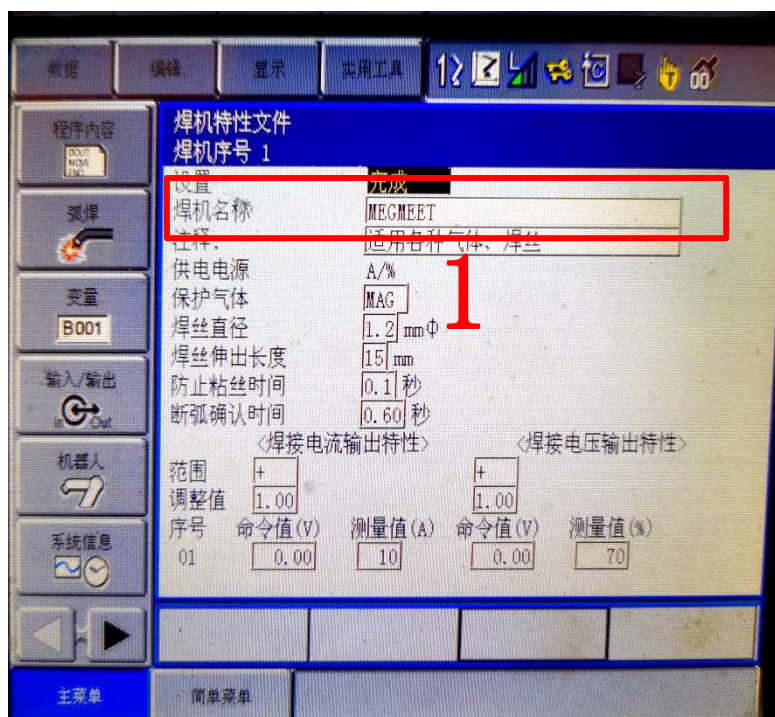 数据 编辑. 显示 实用工具
程序内容
DOUT
MOVE
END
弧焊
变量
B001
输入/输出
In Out
机器人
系统信息
焊机特性文件
焊机序号 1
设置 完成
焊机名称 MEGMEET
注释. 适用各种气体、焊丝
供电电源 A/%
保护气体 MAG
焊丝直径 1.2 mmΦ
焊丝伸出长度 15 mm
防止粘丝时间 0.1 秒
断弧确认时间 0.60 秒
<焊接电流输出特性> <焊接电压输出特性>
范围 + +
调整值 1.00 1.00
序号 命令值(V) 测量值(A) 命令值(V) 测量值(%)
01 0.00 10 0.00 70
1
主菜单 简单菜单